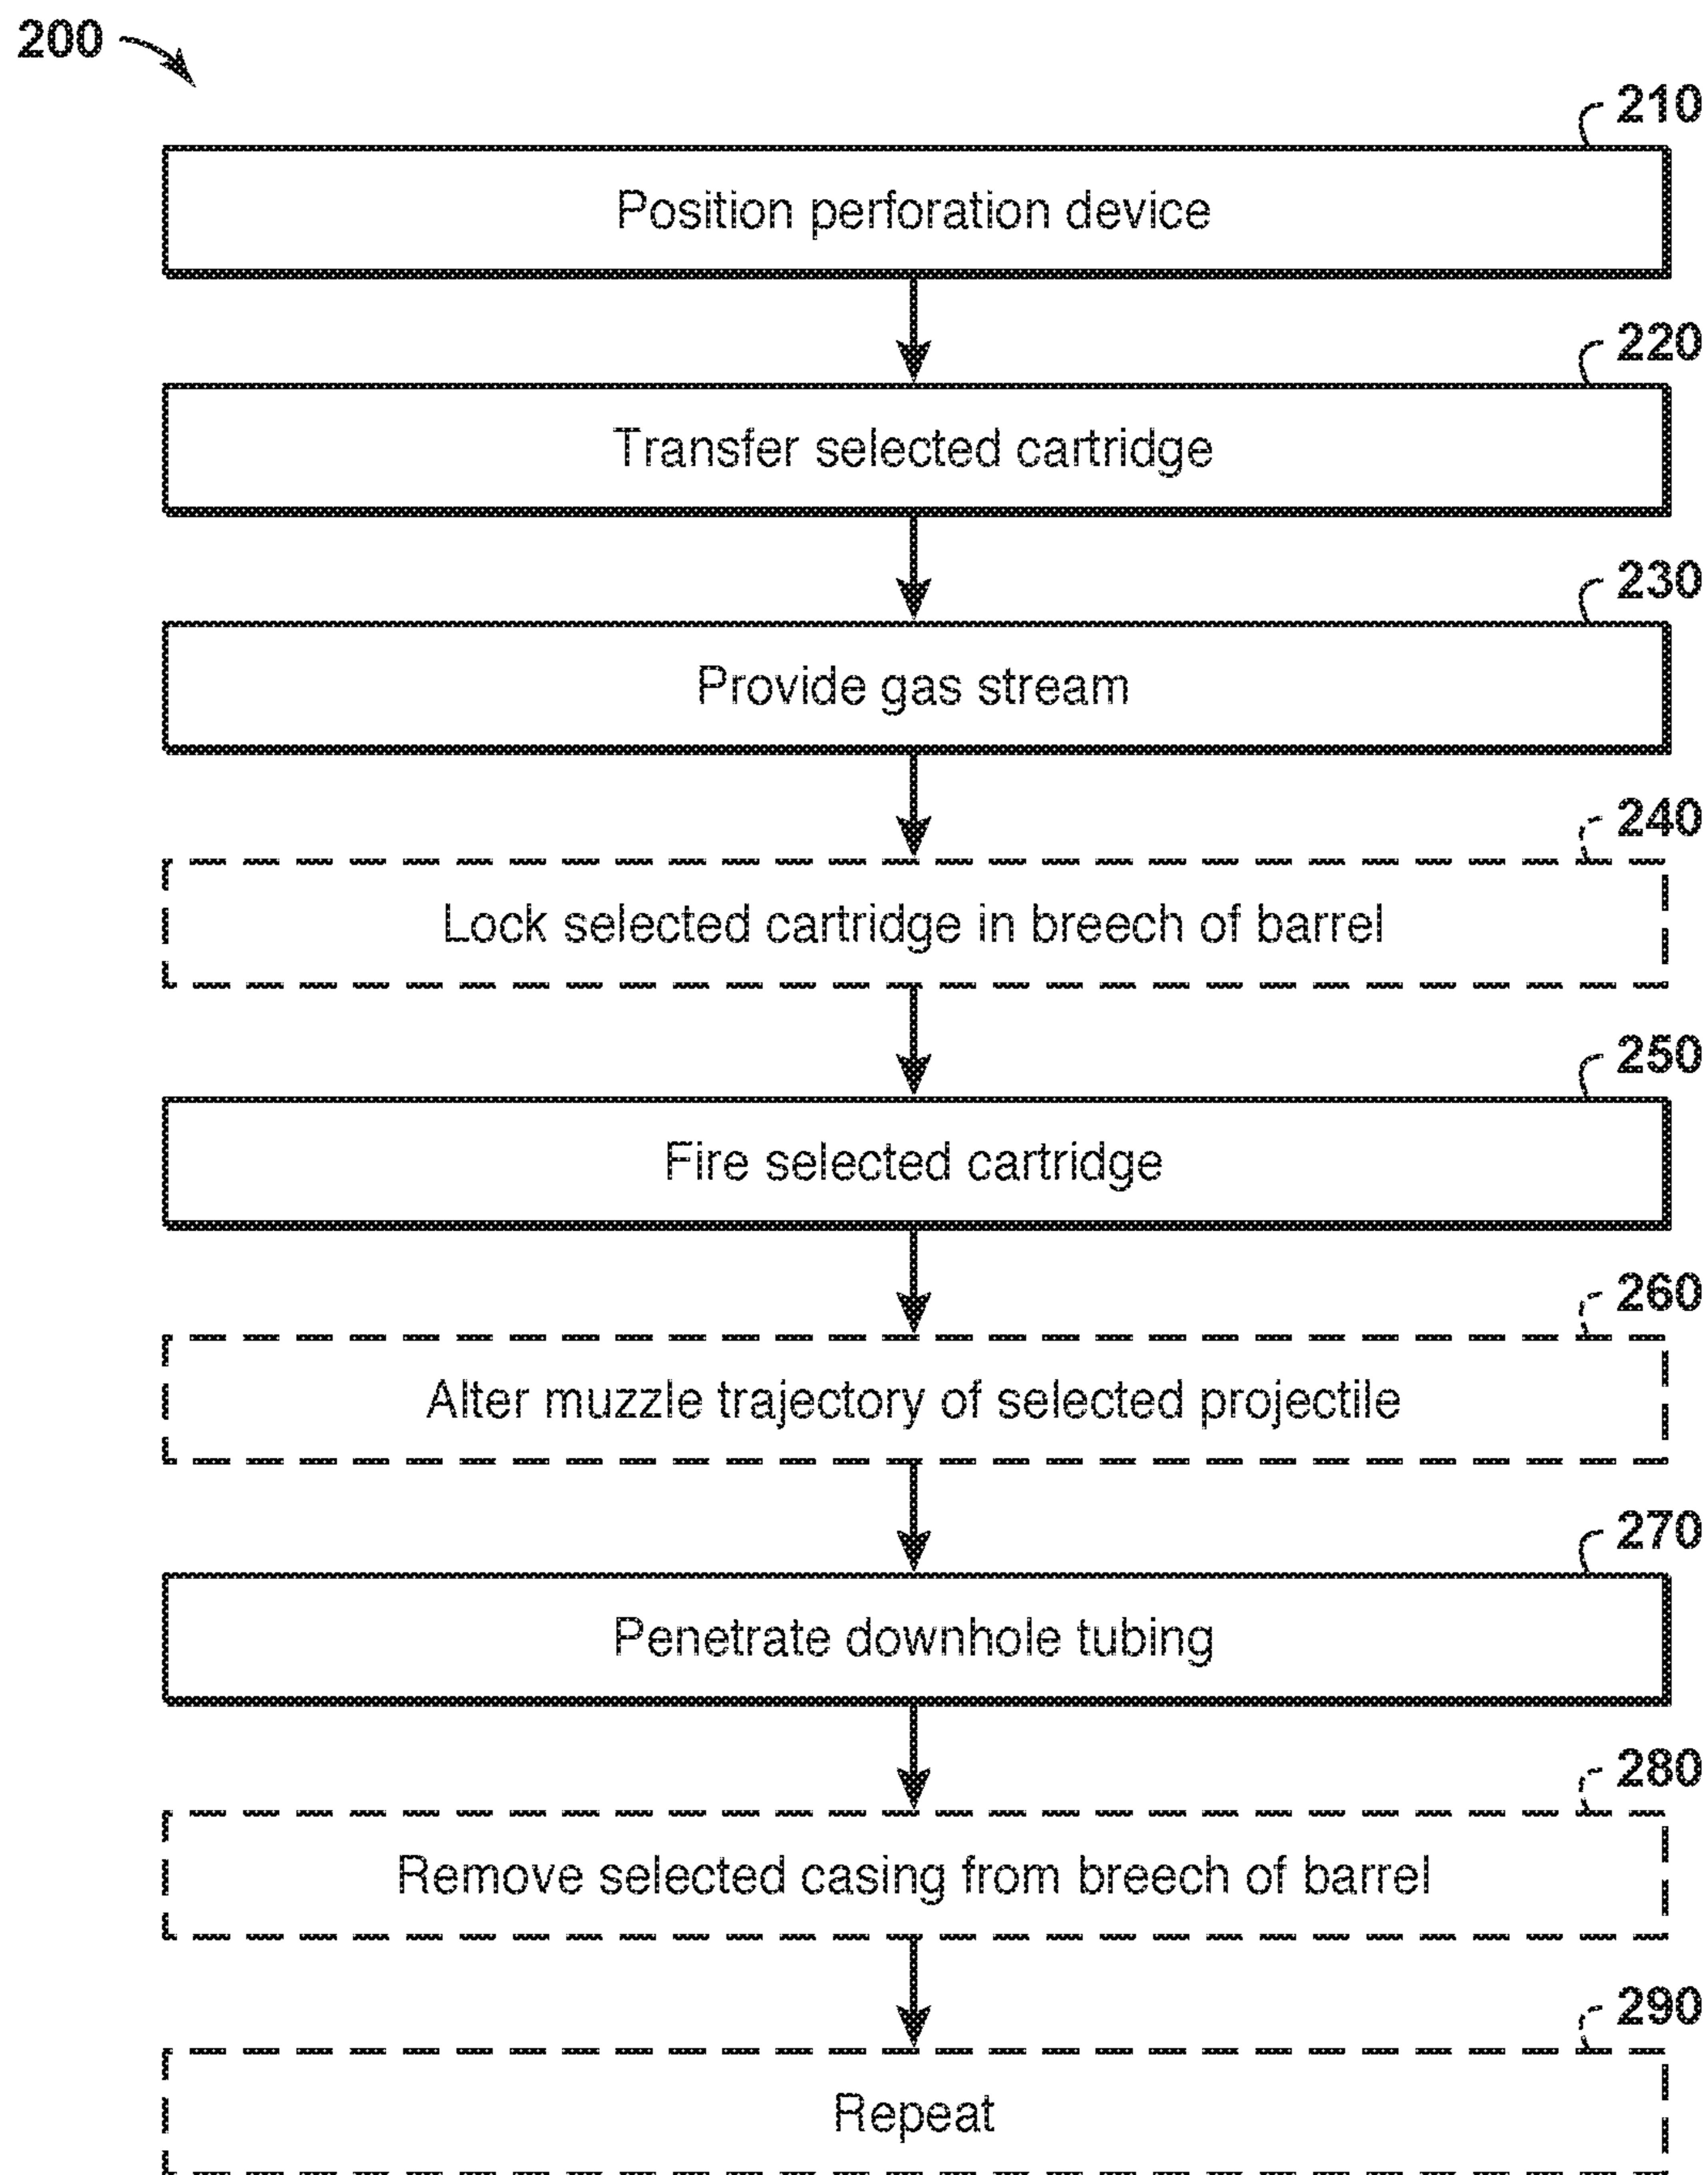 200
210
Position perforation device
220
Transfer selected cartridge
230
Provide gas stream
240
Lock selected cartridge in breech of barrel
250
Fire selected cartridge
260
Alter muzzle trajectory of selected projectile
270
Penetrate downhole tubing
280
Remove selected casing from breech of barrel
290
Repeat